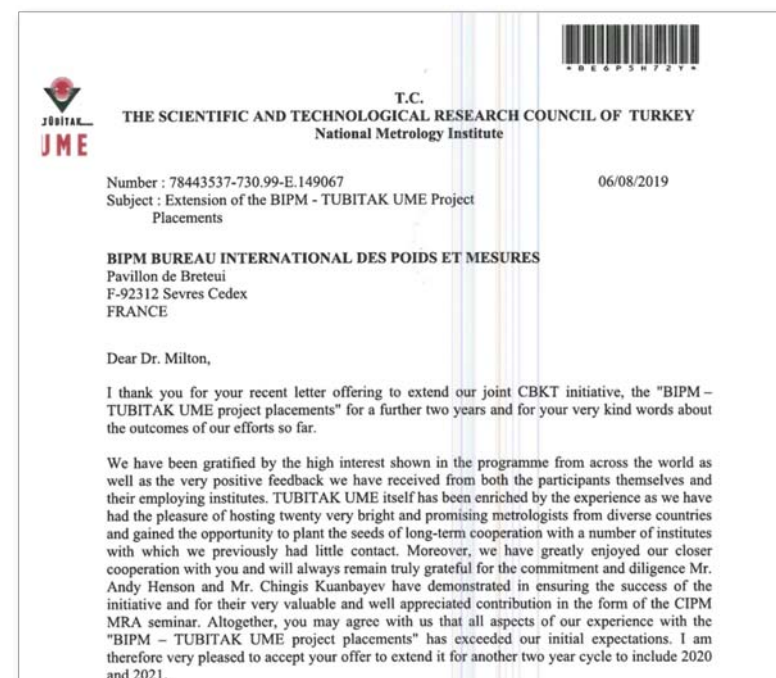 *BE6P5H72Y*
TÜBİTAK
UME
T.C.
THE SCIENTIFIC AND TECHNOLOGICAL RESEARCH COUNCIL OF TURKEY
National Metrology Institute
Number : 78443537-730.99-E.149067 06/08/2019
Subject : Extension of the BIPM - TUBITAK UME Project
Placements
BIPM BUREAU INTERNATIONAL DES POIDS ET MESURES
Pavillon de Breteui
F-92312 Sevres Cedex
FRANCE
Dear Dr. Milton,
I thank you for your recent letter offering to extend our joint CBKT initiative, the "BIPM –
TUBITAK UME project placements" for a further two years and for your very kind words about
the outcomes of our efforts so far.
We have been gratified by the high interest shown in the programme from across the world as
well as the very positive feedback we have received from both the participants themselves and
their employing institutes. TUBITAK UME itself has been enriched by the experience as we have
had the pleasure of hosting twenty very bright and promising metrologists from diverse countries
and gained the opportunity to plant the seeds of long-term cooperation with a number of institutes
with which we previously had little contact. Moreover, we have greatly enjoyed our closer
cooperation with you and will always remain truly grateful for the commitment and diligence Mr.
Andy Henson and Mr. Chingis Kuanbayev have demonstrated in ensuring the success of the
initiative and for their very valuable and well appreciated contribution in the form of the CIPM
MRA seminar. Altogether, you may agree with us that all aspects of our experience with the
"BIPM – TUBITAK UME project placements" has exceeded our initial expectations. I am
therefore very pleased to accept your offer to extend it for another two year cycle to include 2020
and 2021.